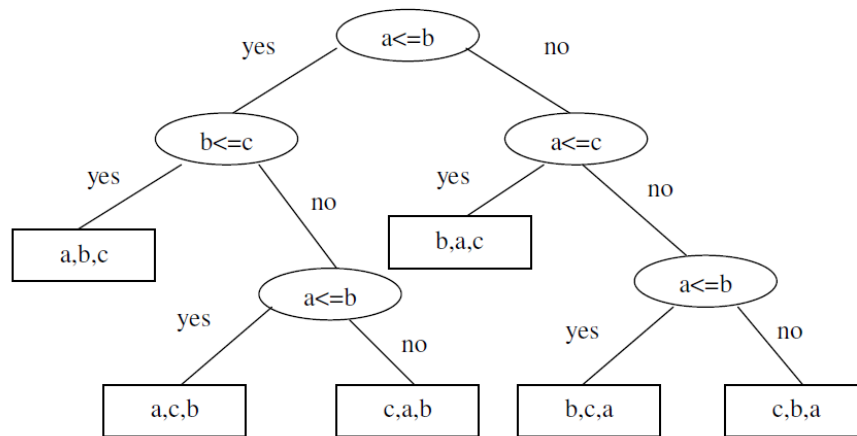 a<=b
yes
no
b<=c
a<=c
yes
no
yes
no
a,b,c
b,a,c
a<=b
a<=b
yes
no
yes
no
a,c,b
c,a,b
b,c,a
c,b,a